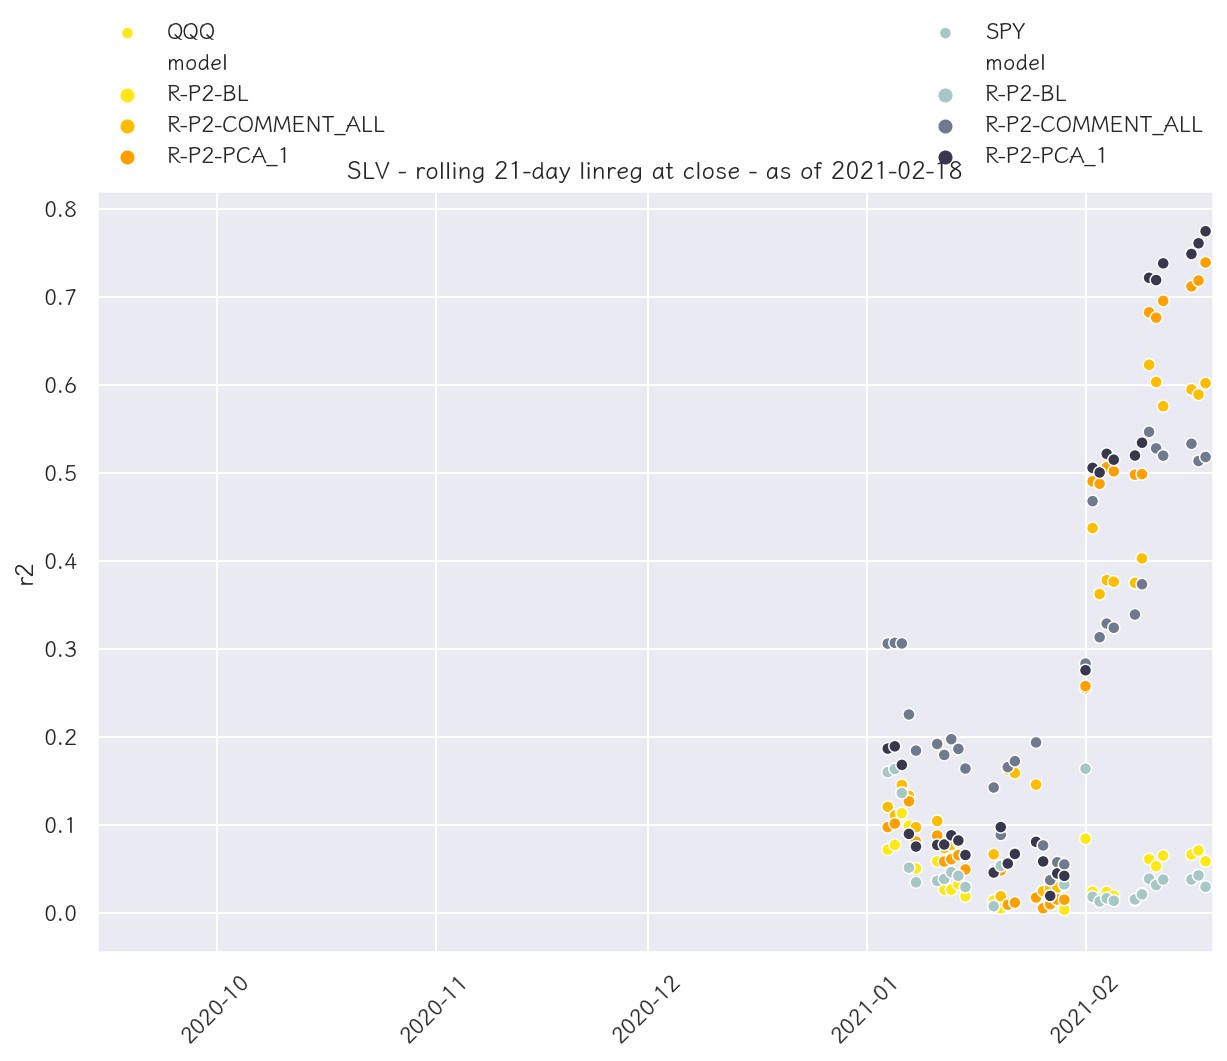 QQQ
model
R-P2-BL
R-P2-COMMENT_ALL
R-P2-PCA_1
SPY
model
R-P2-BL
R-P2-COMMENT_ALL
R-P2-PCA_1
SLV - rolling 21-day linreg at close - as of 2021-02-18
0.8
0.7
0.6
0.5
0.4
0.3
0.2
0.1
0.0
r2
2020-10
2020-11
2020-12
2021-01
2021-02